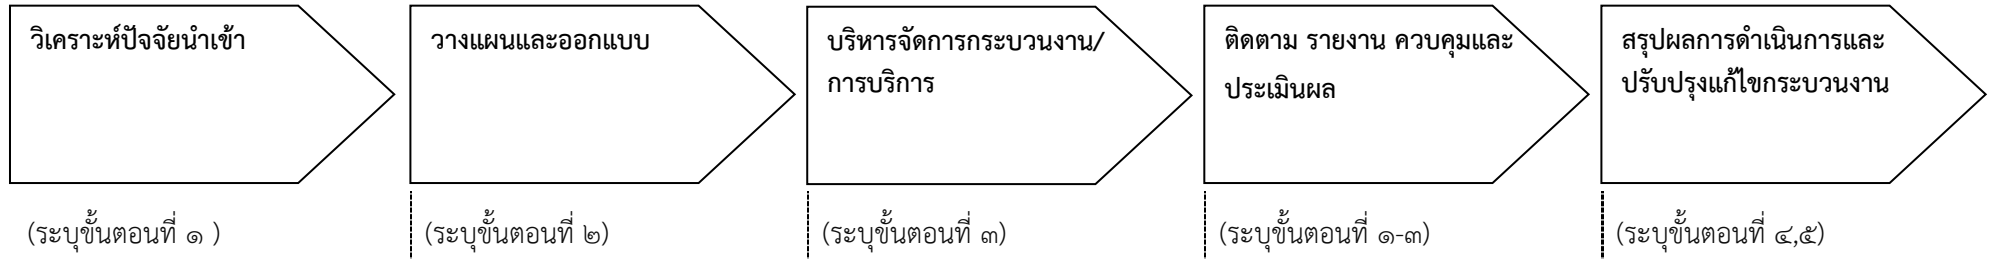 วิเคราะห์ปัจจัยนำเข้า
วางแผนและออกแบบ
บริหารจัดการกระบวนงาน/
การบริการ
ติดตาม รายงาน ควบคุมและ
ประเมินผล
สรุปผลการดำเนินการและ
ปรับปรุงแก้ไขกระบวนงาน
(ระบุขั้นตอนที่ ๑ )
(ระบุขั้นตอนที่ ๒)
(ระบุขั้นตอนที่ ๓)
(ระบุขั้นตอนที่ ๑-๓)
(ระบุขั้นตอนที่ ๔,๕)